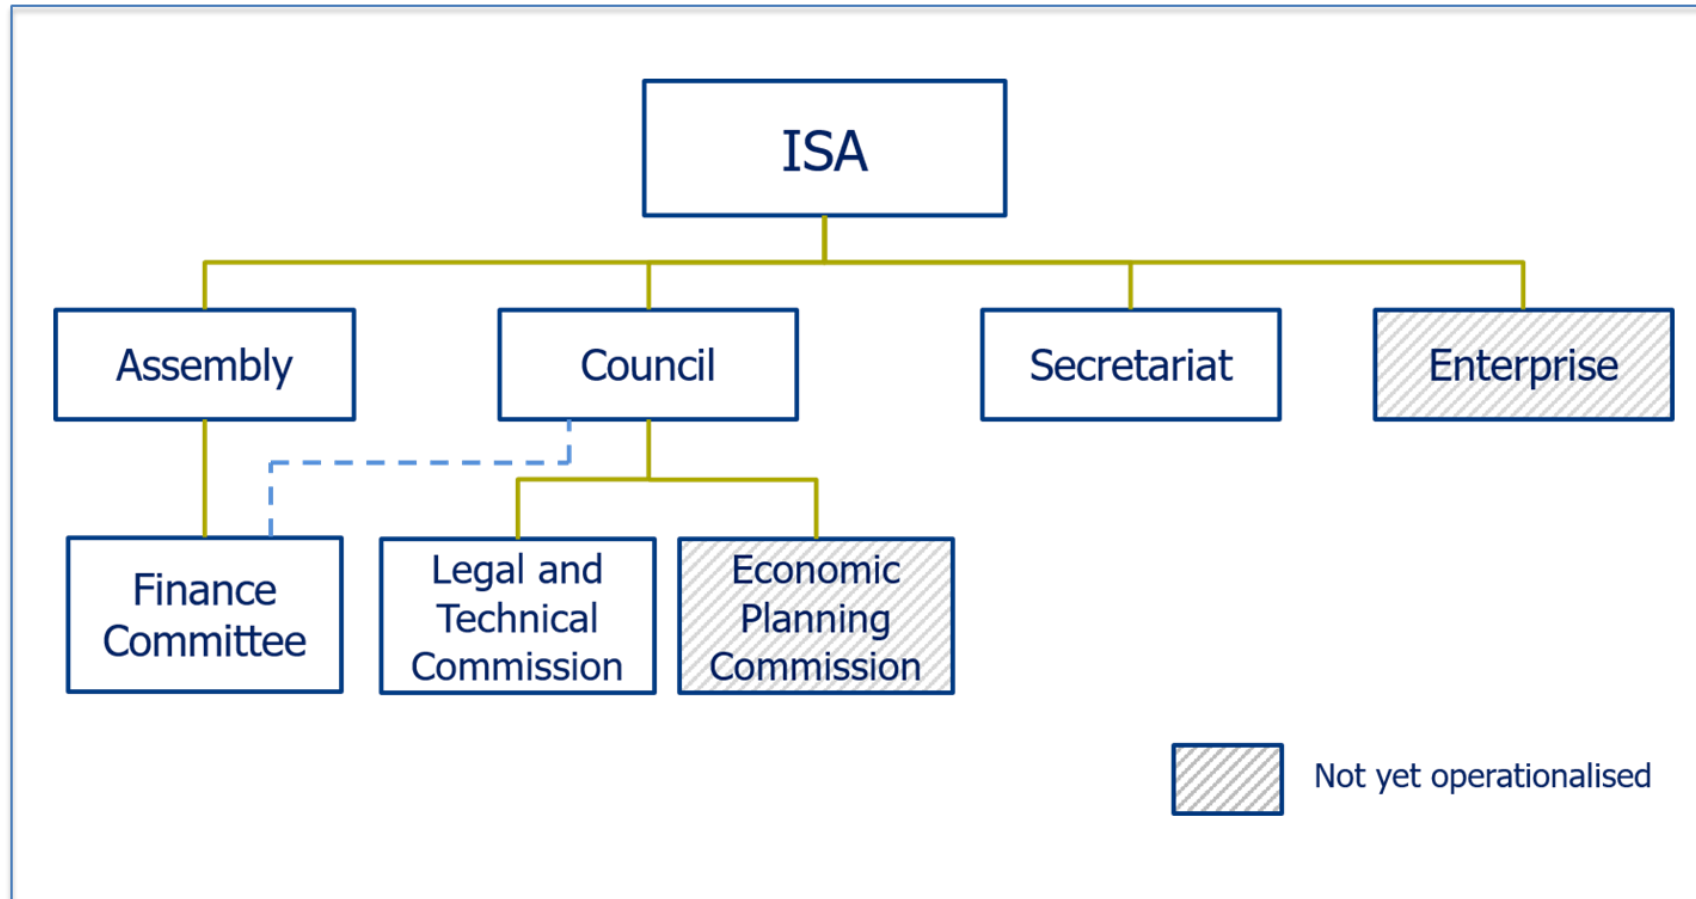 ISA
Assembly
Council
Secretariat
Enterprise
Finance
Committee
Legal and
Technical
Commission
Economic
Planning
Commission
Not yet operationalised